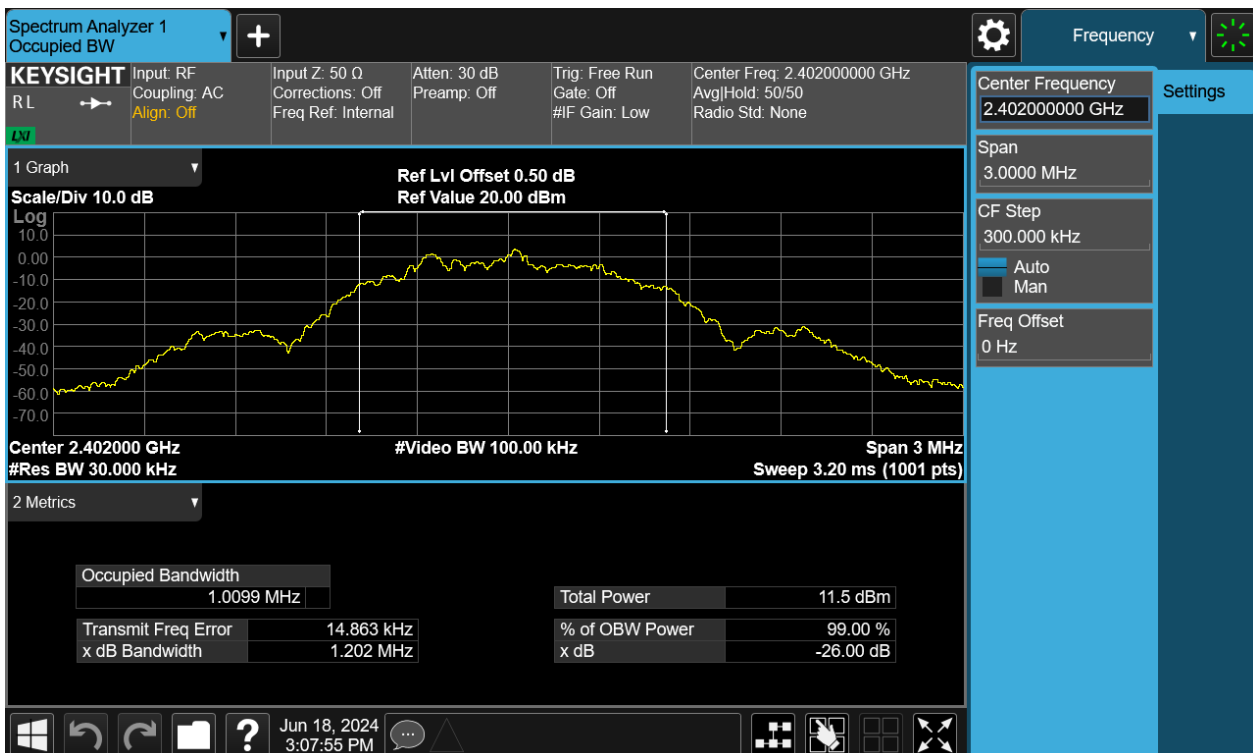 Spectrum Analyzer 1
Occupied BW
+
Frequency
KEYSIGHT
RL
LXI
Input: RF
Coupling: AC
Align: Off
Input Z: 50 Ω
Corrections: Off
Freq Ref: Internal
Atten: 30 dB
Preamp: Off
Trig: Free Run
Gate: Off
#IF Gain: Low
Center Freq: 2.402000000 GHz
Avg|Hold: 50/50
Radio Std: None
Center Frequency
2.402000000 GHz
Settings
Span
3.0000 MHz
CF Step
300.000 kHz
Auto
Man
Freq Offset
0 Hz
1 Graph
Scale/Div 10.0 dB
Ref Lvl Offset 0.50 dB
Ref Value 20.00 dBm
Log
10.0
0.00
-10.0
-20.0
-30.0
-40.0
-50.0
-60.0
-70.0
Center 2.402000 GHz
#Video BW 100.00 kHz
Span 3 MHz
#Res BW 30.000 kHz
Sweep 3.20 ms (1001 pts)
2 Metrics
Occupied Bandwidth
1.0099 MHz
Total Power 11.5 dBm
Transmit Freq Error 14.863 kHz
% of OBW Power 99.00 %
x dB Bandwidth 1.202 MHz
x dB -26.00 dB
?
Jun 18, 2024
3:07:55 PM